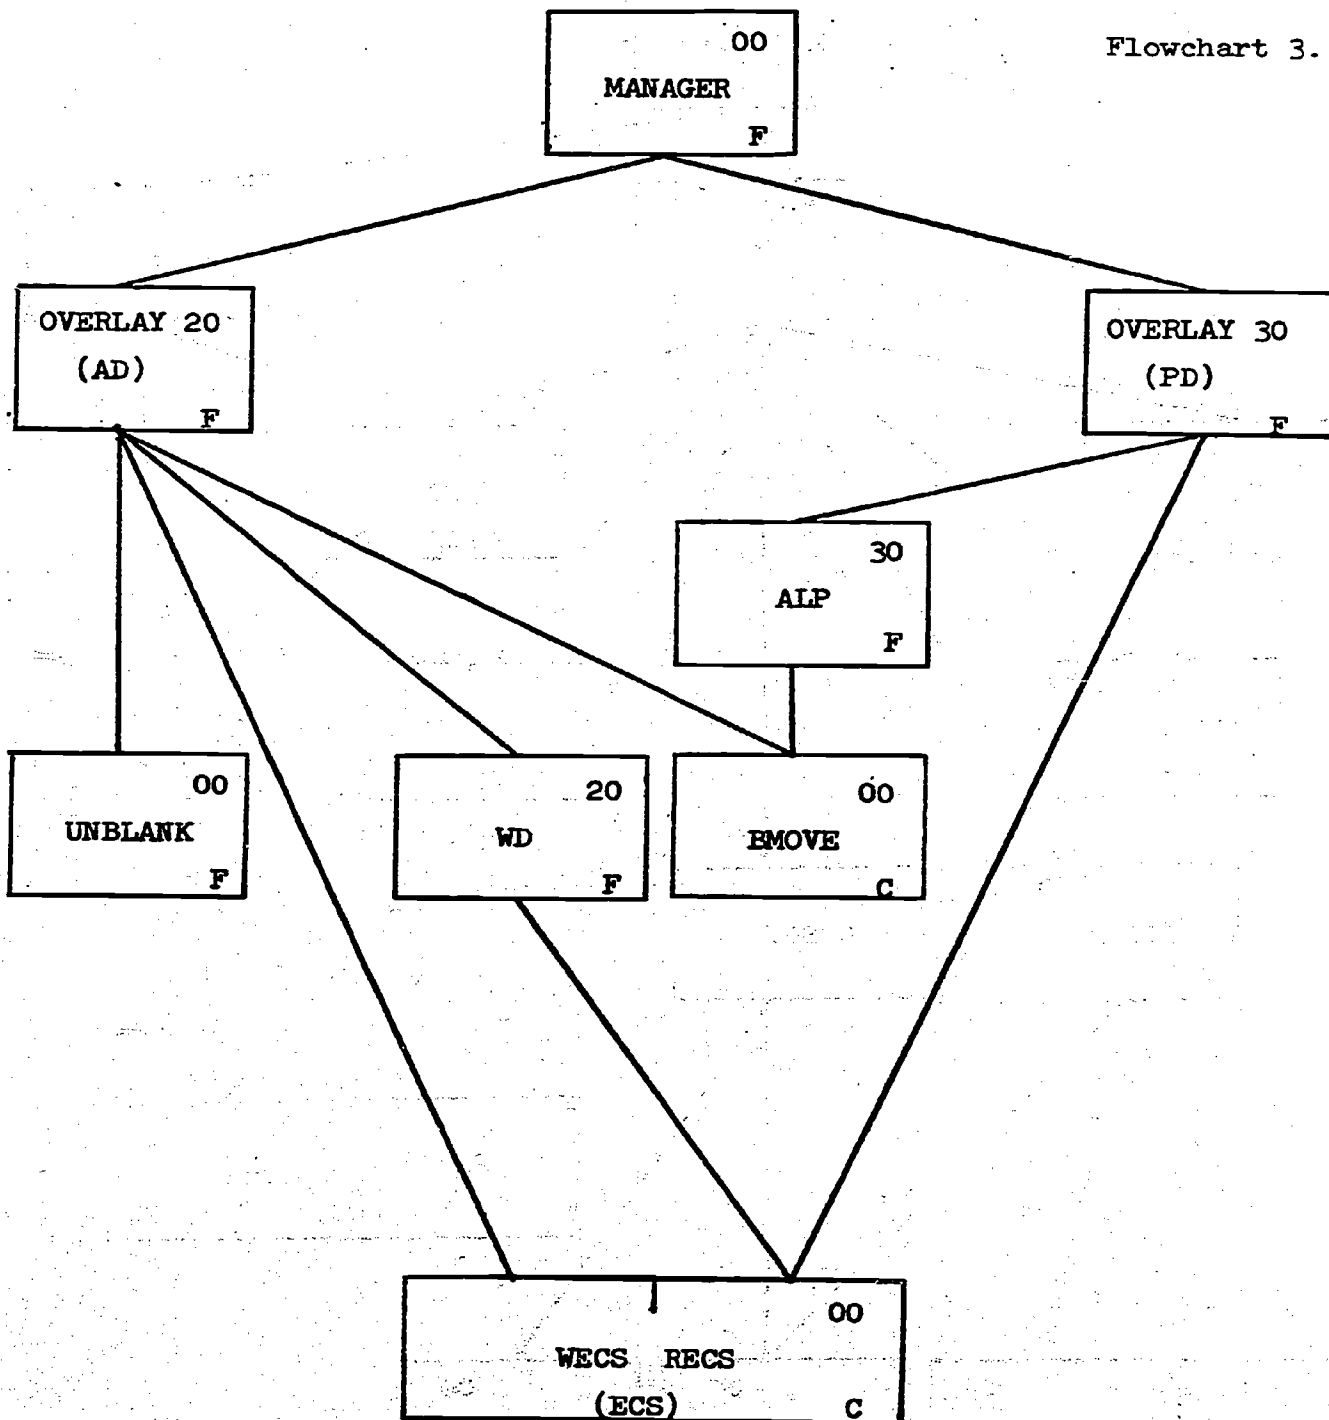 Flowchart 3.
00
MANAGER
F
OVERLAY 20
(AD)
F
OVERLAY 30
(PD)
F
30
ALP
F
00
UNBLANK
F
20
WD
F
00
BMOVE
C
00
WECS RECS
(ECS)
C